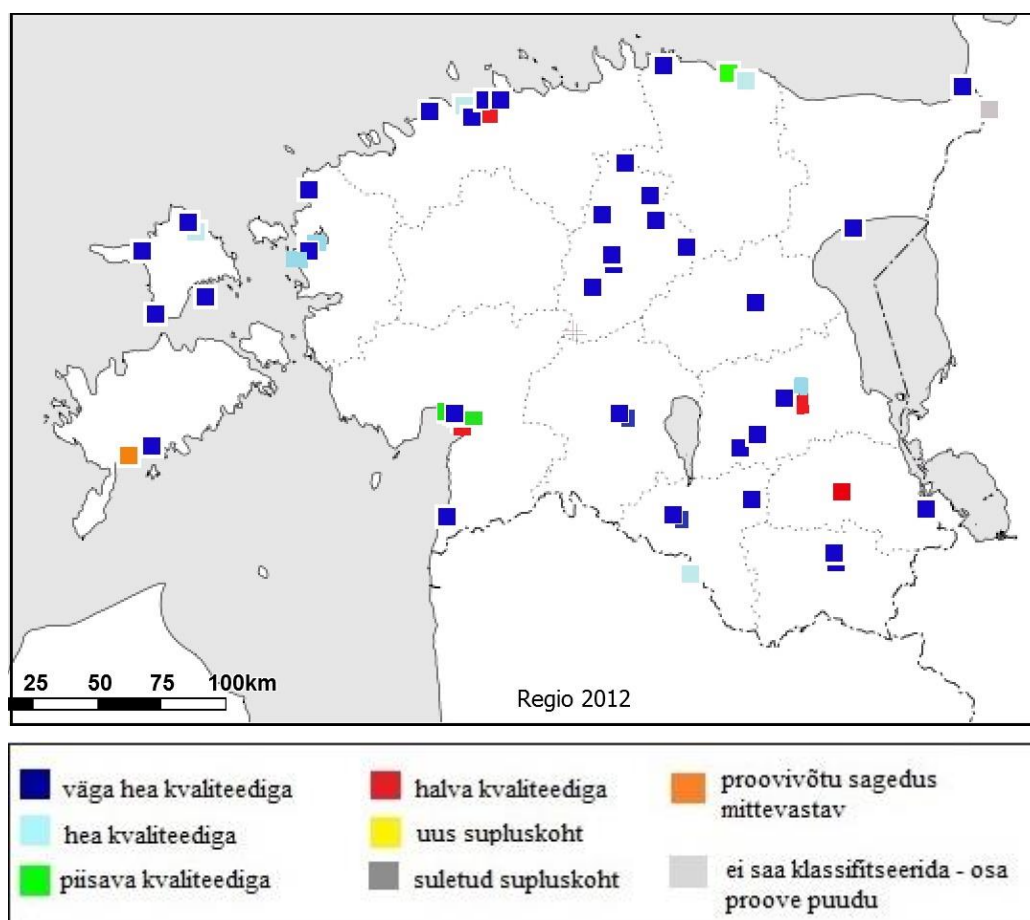 25 50 75 100km
Regio 2012
väga hea kvaliteediga
hea kvaliteediga
piisava kvaliteediga
halva kvaliteediga
uus supluskoht
suletud supluskoht
proovivõtu sagedus
mittevastav
ei saa klassifitseerida - osa
proove puudu